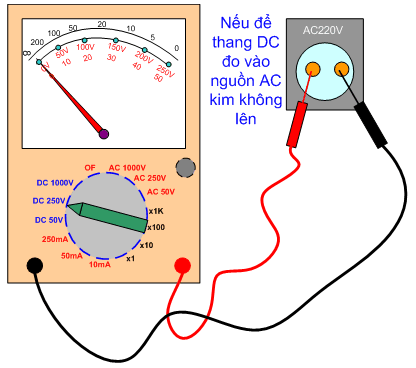 200 50 20 10 5 0
∞
0V 50V 100V 150V 200V 250V
10 20 30 40 50
OF AC 1000V
AC 250V
AC 50V
DC 1000V
DC 250V
DC 50V
250mA
50mA
10mA
x1K
x100
x10
x1
Nếu để
thang DC
đo vào
nguồn AC
kim không
lên
AC220V